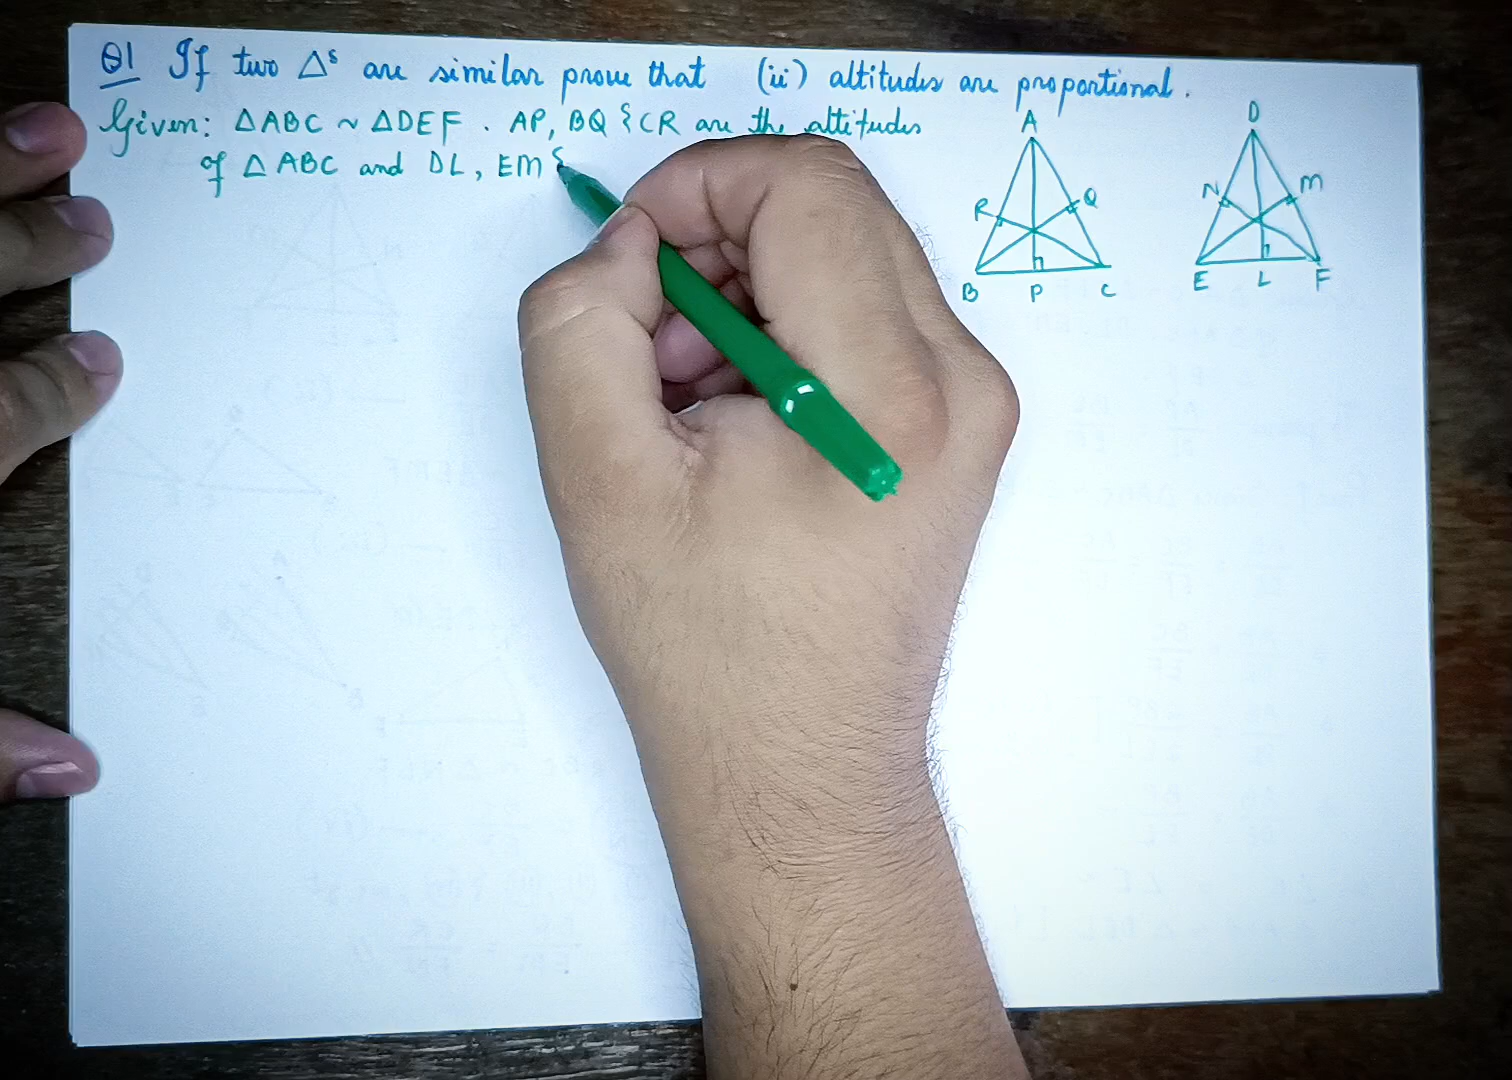 Q1 If two Δˢ are similar prove that (ii) altitudes are proportional.
Given: ΔABC ~ ΔDEF. AP, BQ & CR are the altitudes
of ΔABC and DL, EM &
A
D
R
Q
N
M
B P C
E L F